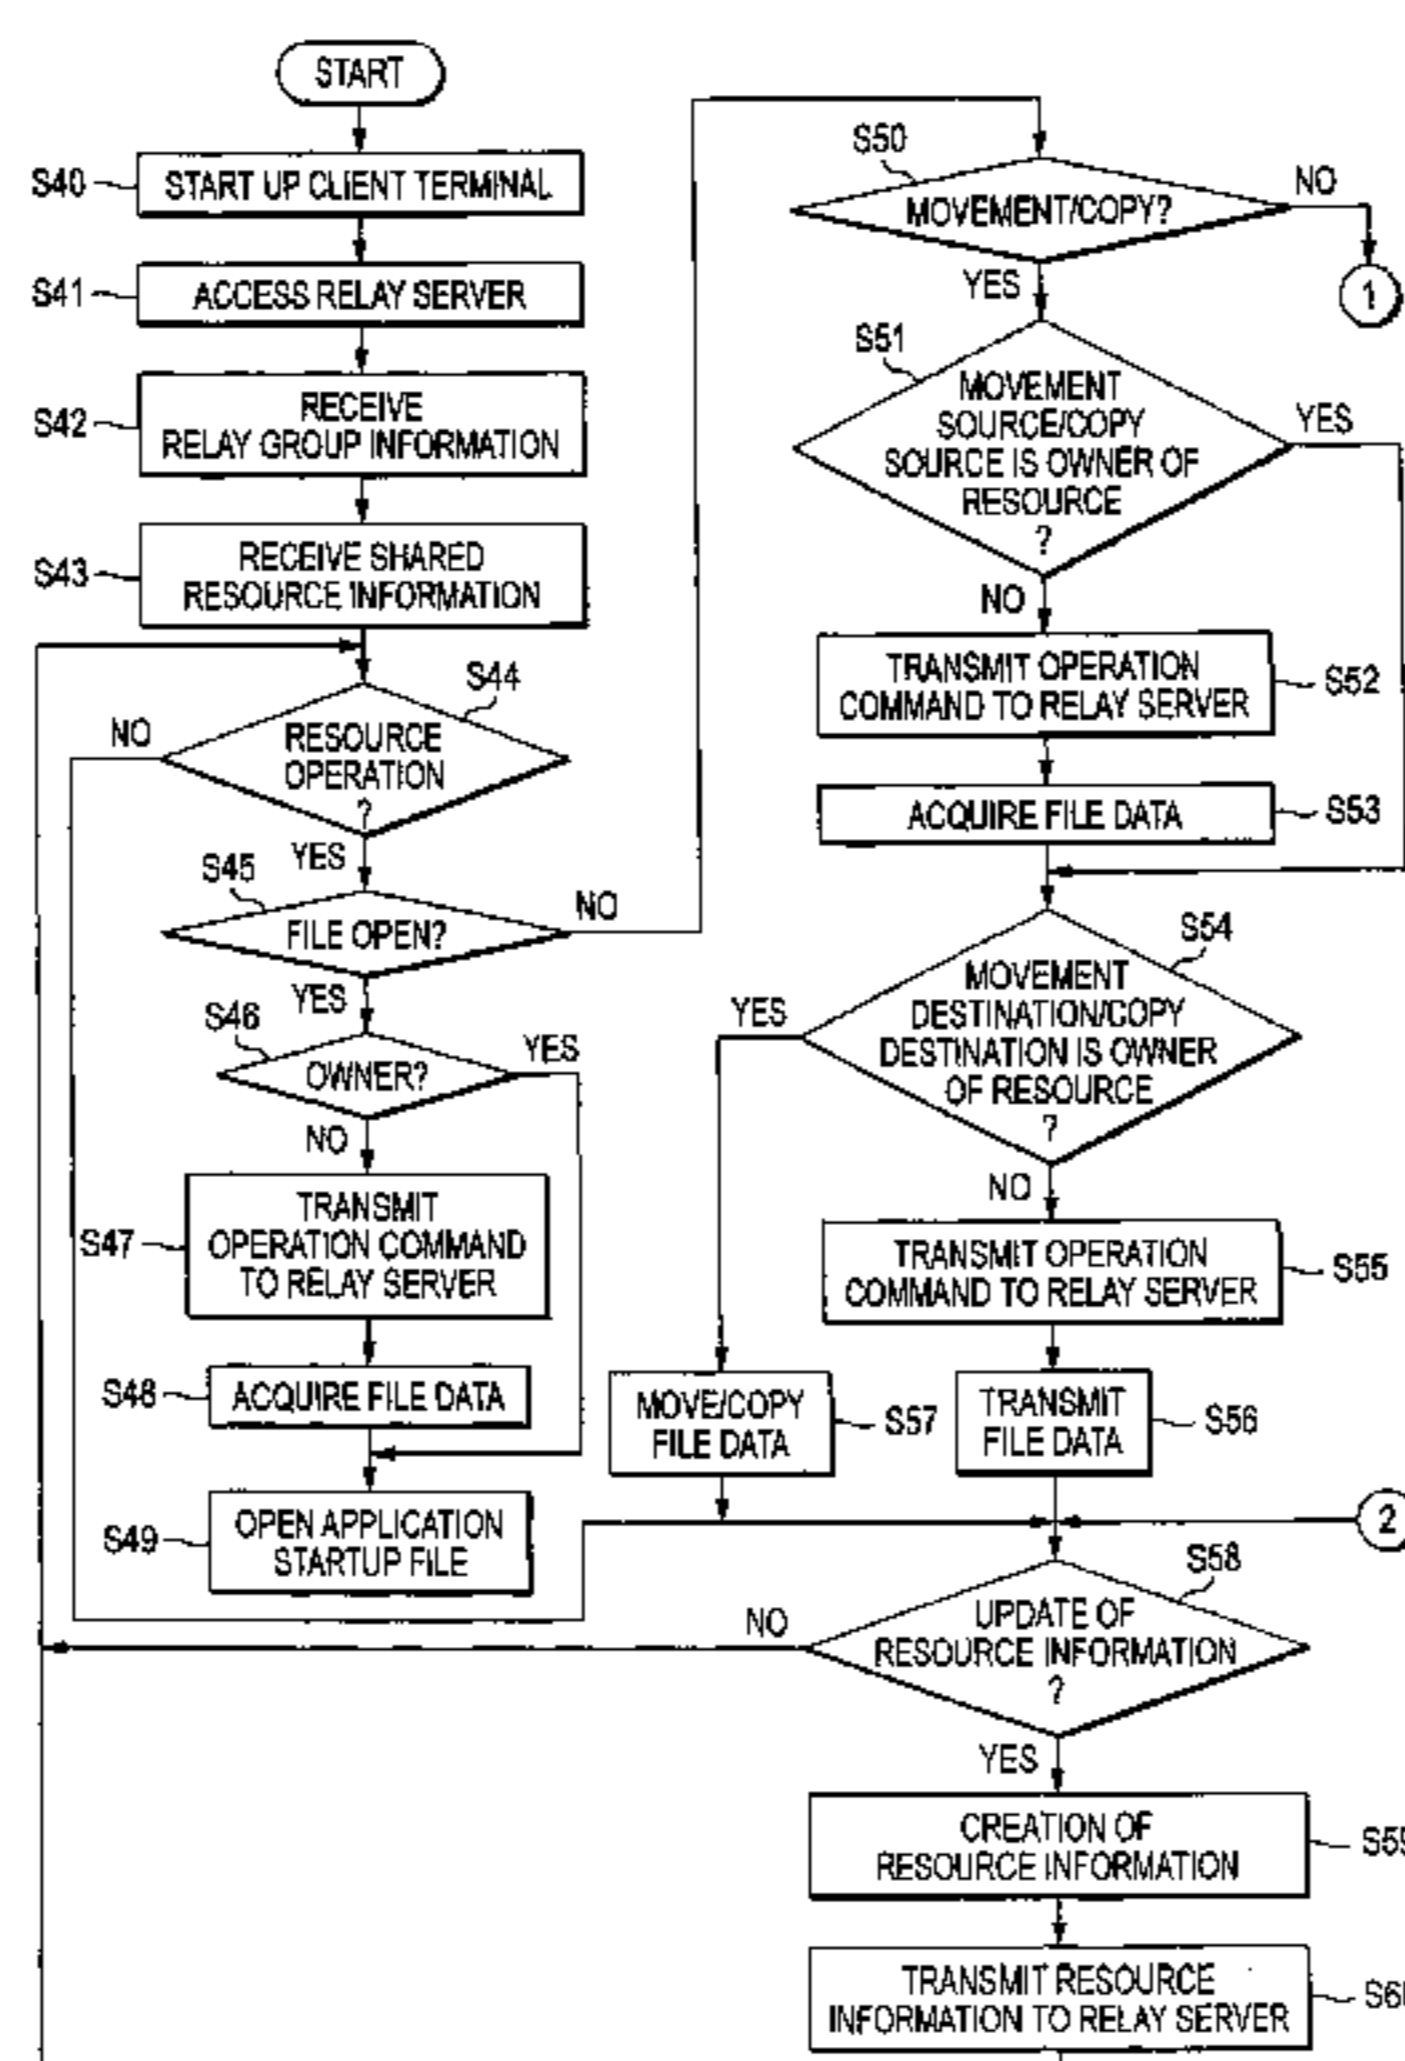 START
S40
START UP CLIENT TERMINAL
S41
ACCESS RELAY SERVER
S42
RECEIVE
RELAY GROUP INFORMATION
S43
RECEIVE SHARED
RESOURCE INFORMATION
S44
NO
RESOURCE
OPERATION
?
YES
S45
FILE OPEN?
NO
YES
S46
OWNER?
YES
NO
S47
TRANSMIT
OPERATION COMMAND
TO RELAY SERVER
S48
ACQUIRE FILE DATA
S49
OPEN APPLICATION
STARTUP FILE
S50
MOVEMENT/COPY?
NO
1
YES
S51
MOVEMENT
SOURCE/COPY
SOURCE IS OWNER OF
RESOURCE
?
YES
NO
TRANSMIT OPERATION
COMMAND TO RELAY SERVER
S52
ACQUIRE FILE DATA
S53
S54
MOVEMENT
DESTINATION/COPY
DESTINATION IS OWNER
OF RESOURCE
?
YES
NO
TRANSMIT OPERATION
COMMAND TO RELAY SERVER
S55
MOVE/COPY
FILE DATA
S57
TRANSMIT
FILE DATA
S56
2
S58
UPDATE OF
RESOURCE INFORMATION
?
NO
YES
CREATION OF
RESOURCE INFORMATION
S59
TRANSMIT RESOURCE
INFORMATION TO RELAY SERVER